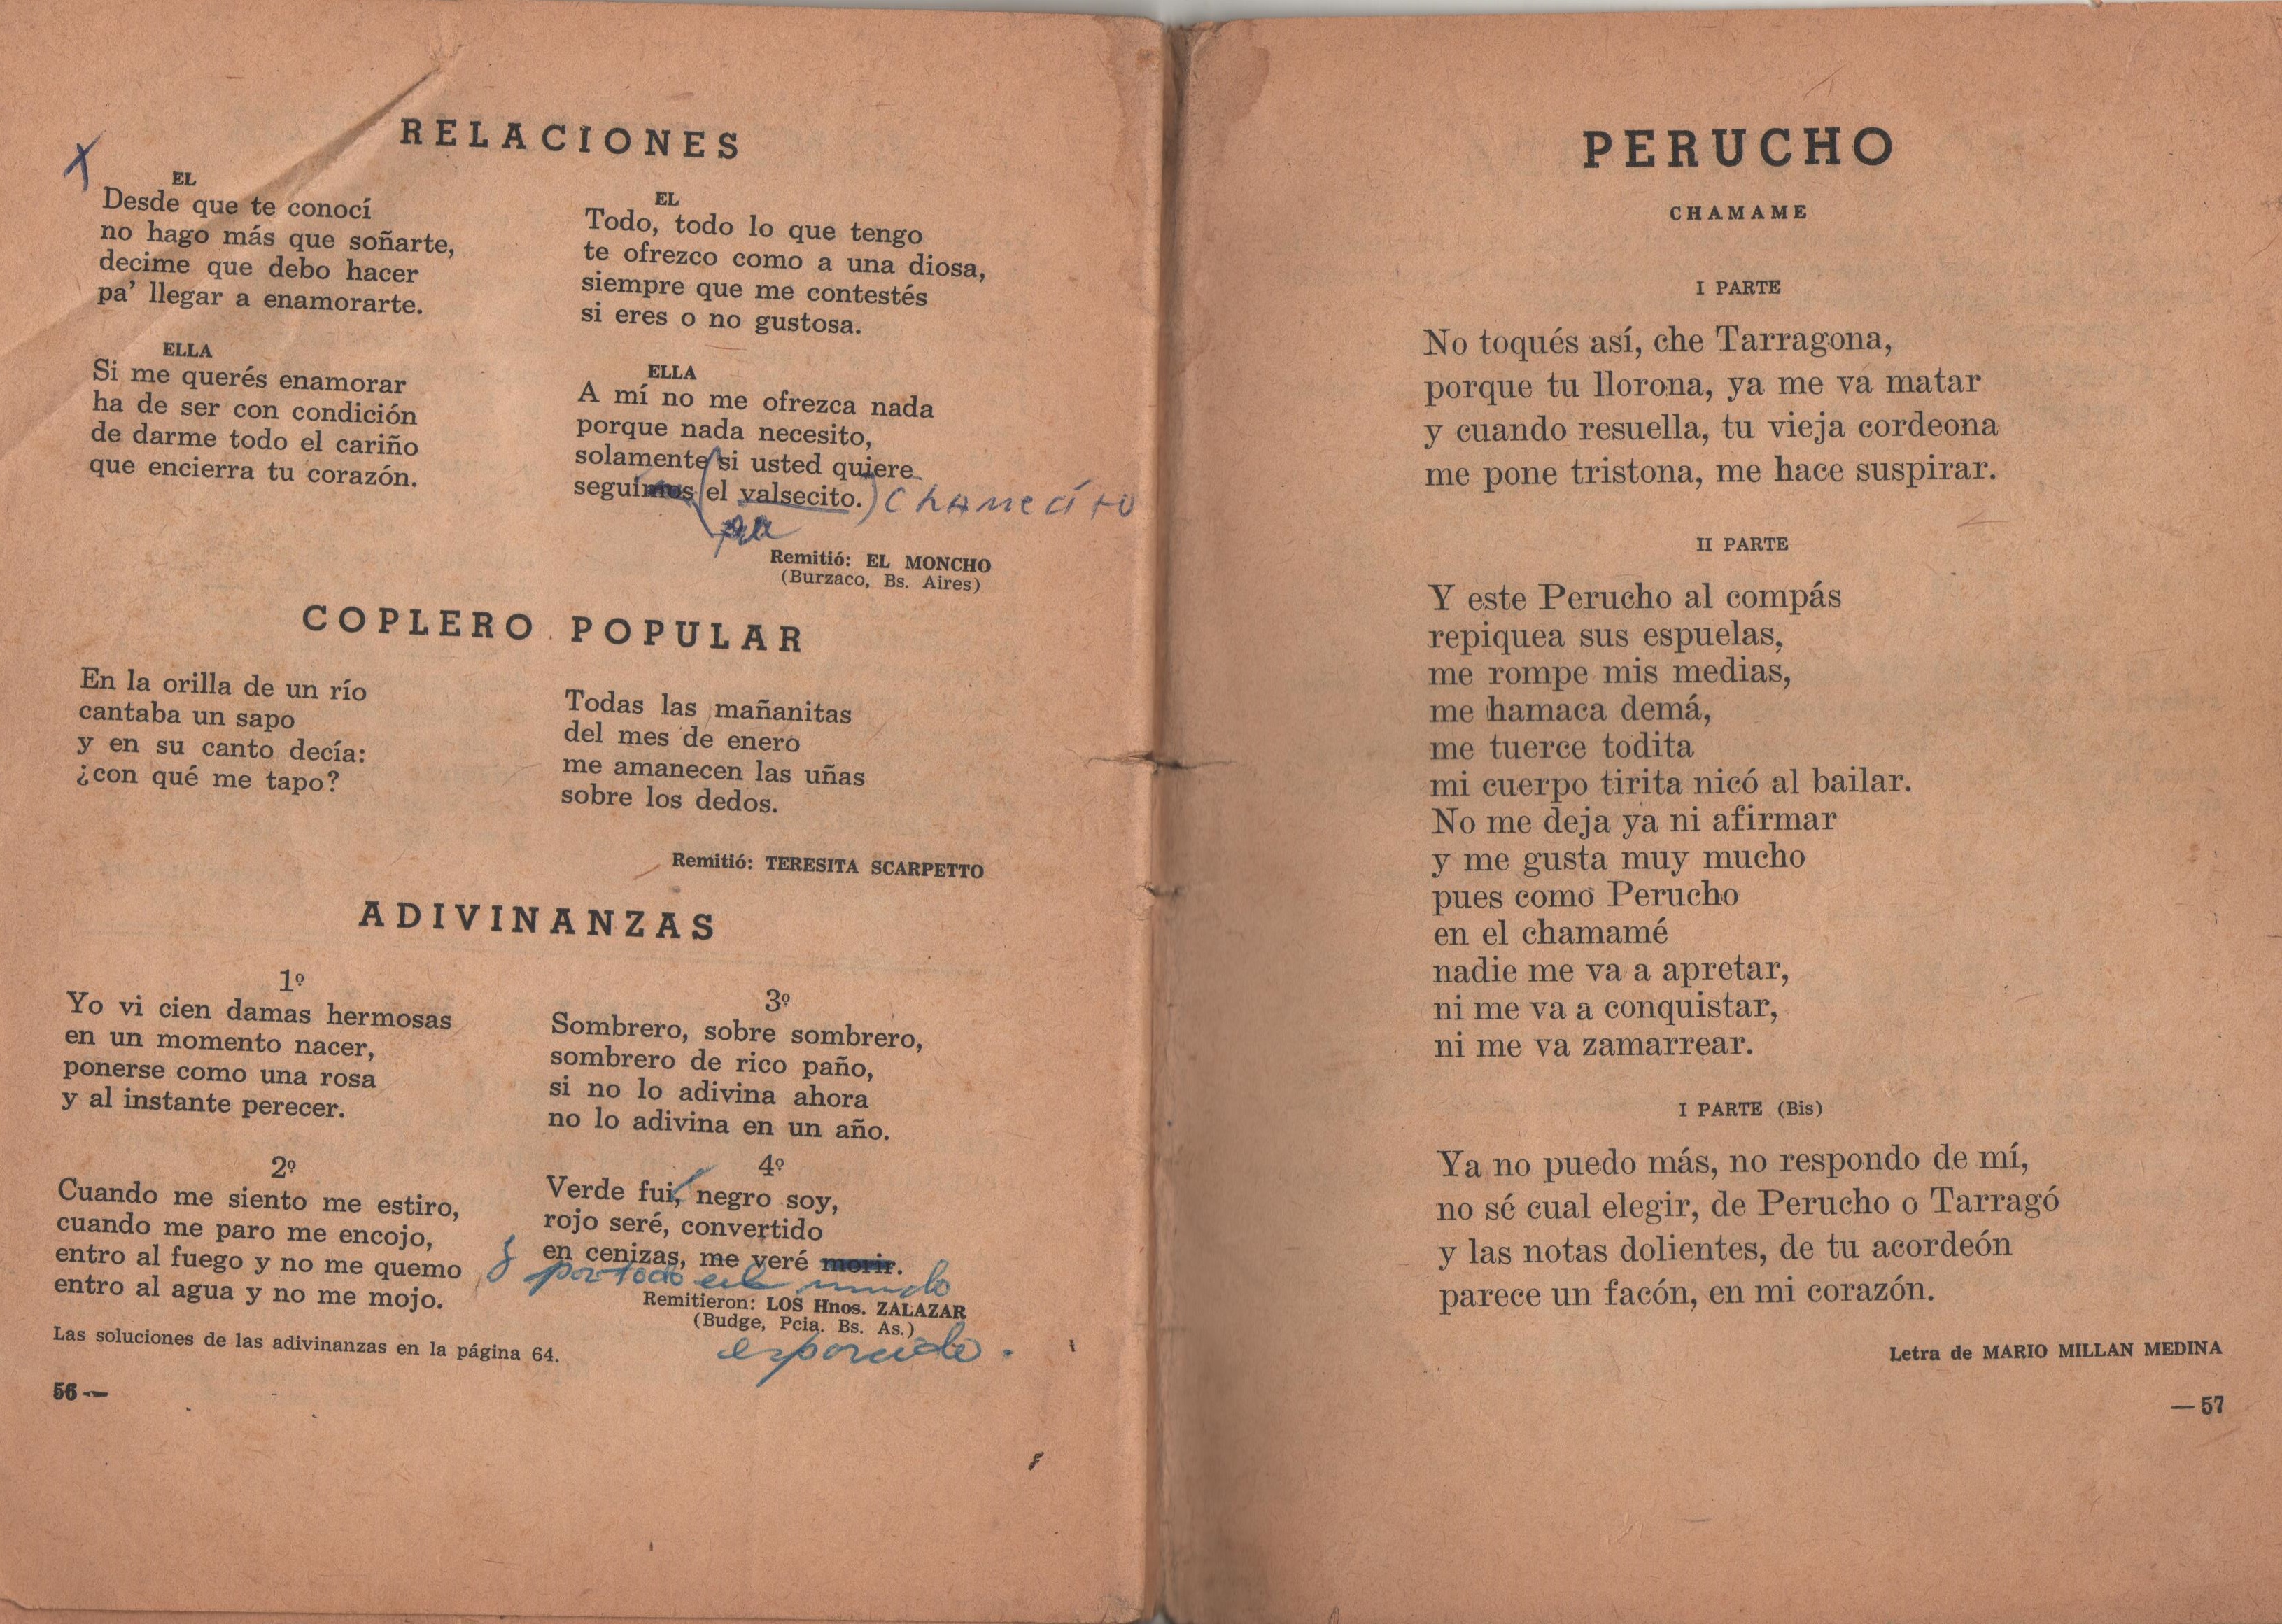 RELACIONES
EL
Desde que te conocí
no hago más que soñarte,
decime que debo hacer
pa' llegar a enamorarte.
ELLA
Si me querés enamorar
ha de ser con condición
de darme todo el cariño
que encierra tu corazón.
EL
Todo, todo lo que tengo
te ofrezco como a una diosa,
siempre que me contestés
si eres o no gustosa.
ELLA
A mí no me ofrezca nada
porque nada necesito,
solamente si usted quiere
seguimos el valsecito.) Chamecito
pa
Remitió: EL MONCHO
(Burzaco, Bs. Aires)
COPLERO POPULAR
En la orilla de un río
cantaba un sapo
y en su canto decía:
¿con qué me tapo?
Todas las mañanitas
del mes de enero
me amanecen las uñas
sobre los dedos.
Remitió: TERESITA SCARPETTO
ADIVINANZAS
1º
Yo vi cien damas hermosas
en un momento nacer,
ponerse como una rosa
y al instante perecer.
2º
Cuando me siento me estiro,
cuando me paro me encojo,
entro al fuego y no me quemo
entro al agua y no me mojo.
3º
Sombrero, sobre sombrero,
sombrero de rico paño,
si no lo adivina ahora
no lo adivina en un año.
4º
Verde fui, negro soy,
rojo seré, convertido
en cenizas, me veré morir.
por todo el mundo
Remitieron: LOS Hnos. ZALAZAR
(Budge, Pcia. Bs. As.)
esparcido.
Las soluciones de las adivinanzas en la página 64.
56 —
PERUCHO
CHAMAME
I PARTE
No toqués así, che Tarragona,
porque tu llorona, ya me va matar
y cuando resuella, tu vieja cordeona
me pone tristona, me hace suspirar.
II PARTE
Y este Perucho al compás
repiquea sus espuelas,
me rompe mis medias,
me hamaca demá,
me tuerce todita
mi cuerpo tirita nicó al bailar.
No me deja ya ni afirmar
y me gusta muy mucho
pues como Perucho
en el chamamé
nadie me va a apretar,
ni me va a conquistar,
ni me va zamarrear.
I PARTE (Bis)
Ya no puedo más, no respondo de mí,
no sé cual elegir, de Perucho o Tarragó
y las notas dolientes, de tu acordeón
parece un facón, en mi corazón.
Letra de MARIO MILLAN MEDINA
— 57